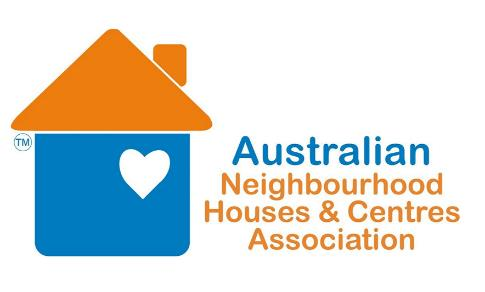 TM
Australian
Neighbourhood
Houses & Centres
Association